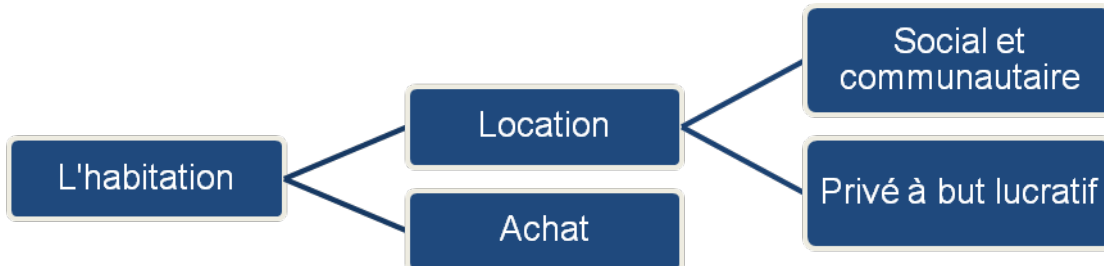 L'habitation
Location
Achat
Social et
communautaire
Privé à but lucratif